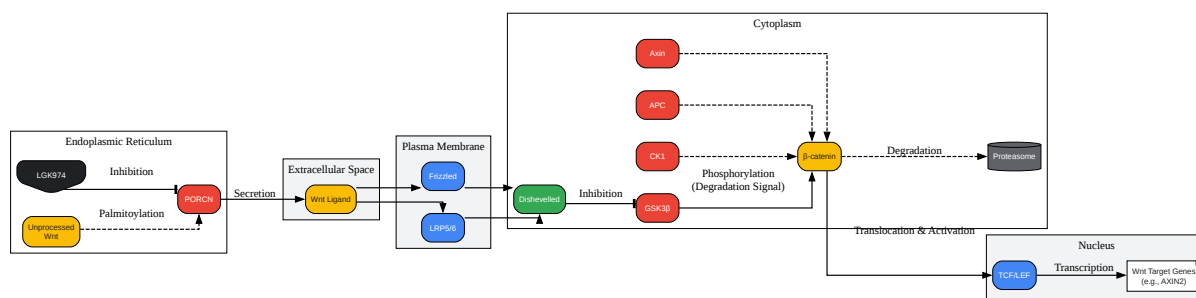 Endoplasmic Reticulum
LGK974
Inhibition
PORCN
Palmitoylation
Unprocessed
Wnt
Secretion
Extracellular Space
Wnt Ligand
Plasma Membrane
Frizzled
LRP5/6
Cytoplasm
Axin
APC
CK1
Dishevelled
Inhibition
GSK3β
Phosphorylation
(Degradation Signal)
β-catenin
Degradation
Proteasome
Translocation & Activation
Nucleus
TCF/LEF
Transcription
Wnt Target Genes
(e.g., AXIN2)